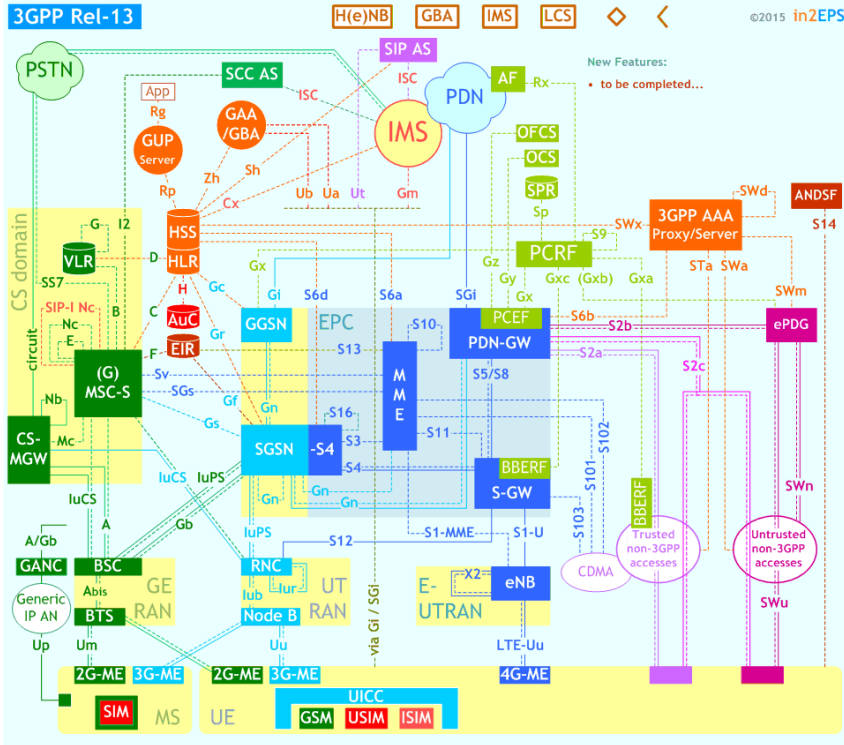 3GPP Rel-13
H(e)NB
GBA
IMS
LCS
©2015 in2EPS
PSTN
SIP AS
New Features:
• to be completed...
SCC AS
ISC
ISC
PDN
AF
Rx
App
Rg
GUP
Server
GAA
/GBA
IMS
OFCS
OCS
SPR
Sp
Rp
Zh
Sh
Cx
Ub
Ua
Ut
Gm
SWd
ANDSF
S14
CS domain
G
I2
HSS
HLR
SWx
3GPP AAA
Proxy/Server
S9
PCRF
VLR
D
Gx
Gz
Gy
Gx
Gxc
(Gxb)
Gxa
STa
SWa
SWm
SS7
SIP-I Nc
B
C
H
Gc
Gi
S6d
S6a
SGi
S6b
Nc
E
AuC
Gr
GGSN
EPC
S10
PCEF
PDN-GW
S2b
ePDG
circuit
F
EIR
S13
S2a
S2c
(G)
MSC-S
Sv
SGs
MME
S5/S8
Gf
Gn
Nb
Gs
S16
S102
CS-
MGW
Mc
SGSN
-S4
S3
S11
S101
S4
BBERF
S-GW
IuPS
IuCS
IuCS
Gn
Gn
Gn
S103
SWn
BBERF
A
Gb
IuPS
S1-MME
S1-U
A/Gb
S12
Trusted
non-3GPP
accesses
Untrusted
non-3GPP
accesses
GANC
BSC
RNC
CDMA
X2
eNB
GE
RAN
UT
RAN
E-
UTRAN
Abis
Iub
Iur
Generic
IP AN
BTS
Node B
SWu
Up
Um
Uu
via Gi / SGi
LTE-Uu
2G-ME
3G-ME
2G-ME
3G-ME
4G-ME
SIM
MS
UE
UICC
GSM
USIM
ISIM